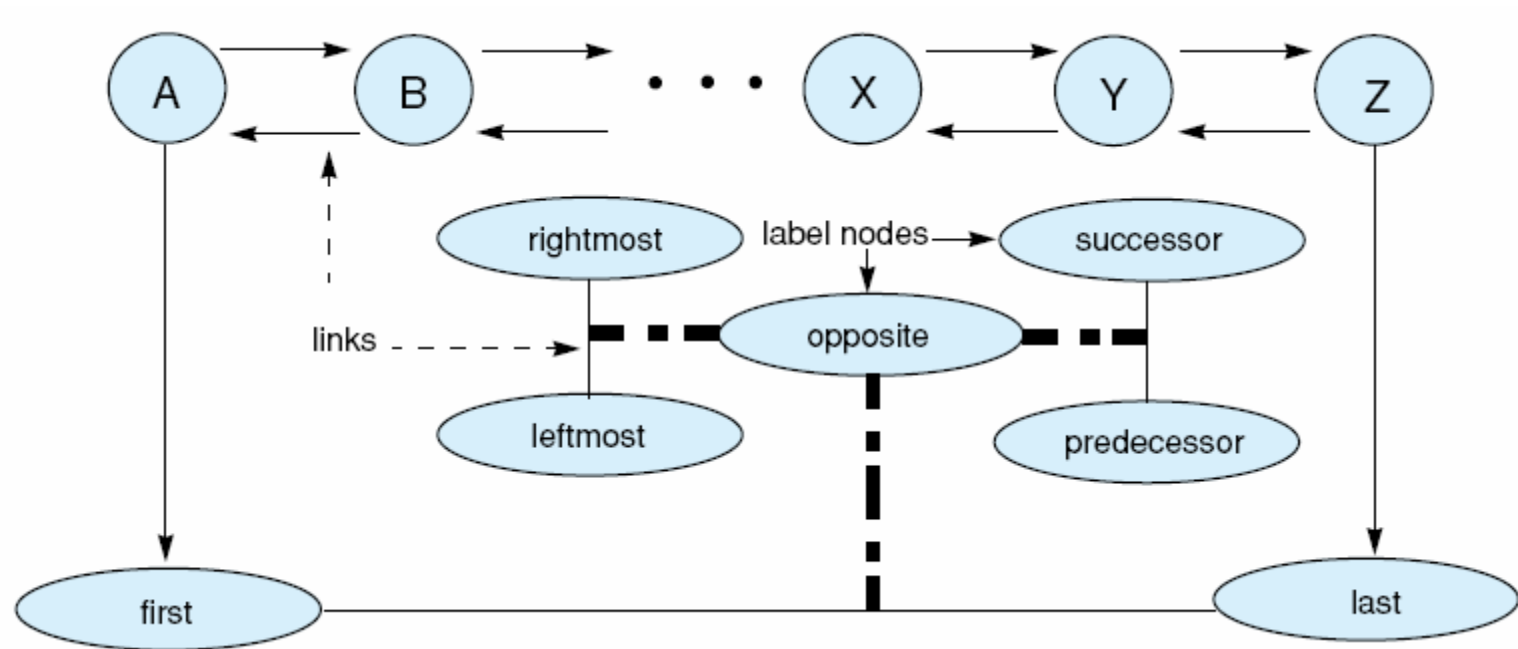 A B • • • X Y Z
rightmost label nodes successor
links opposite
leftmost predecessor
first last